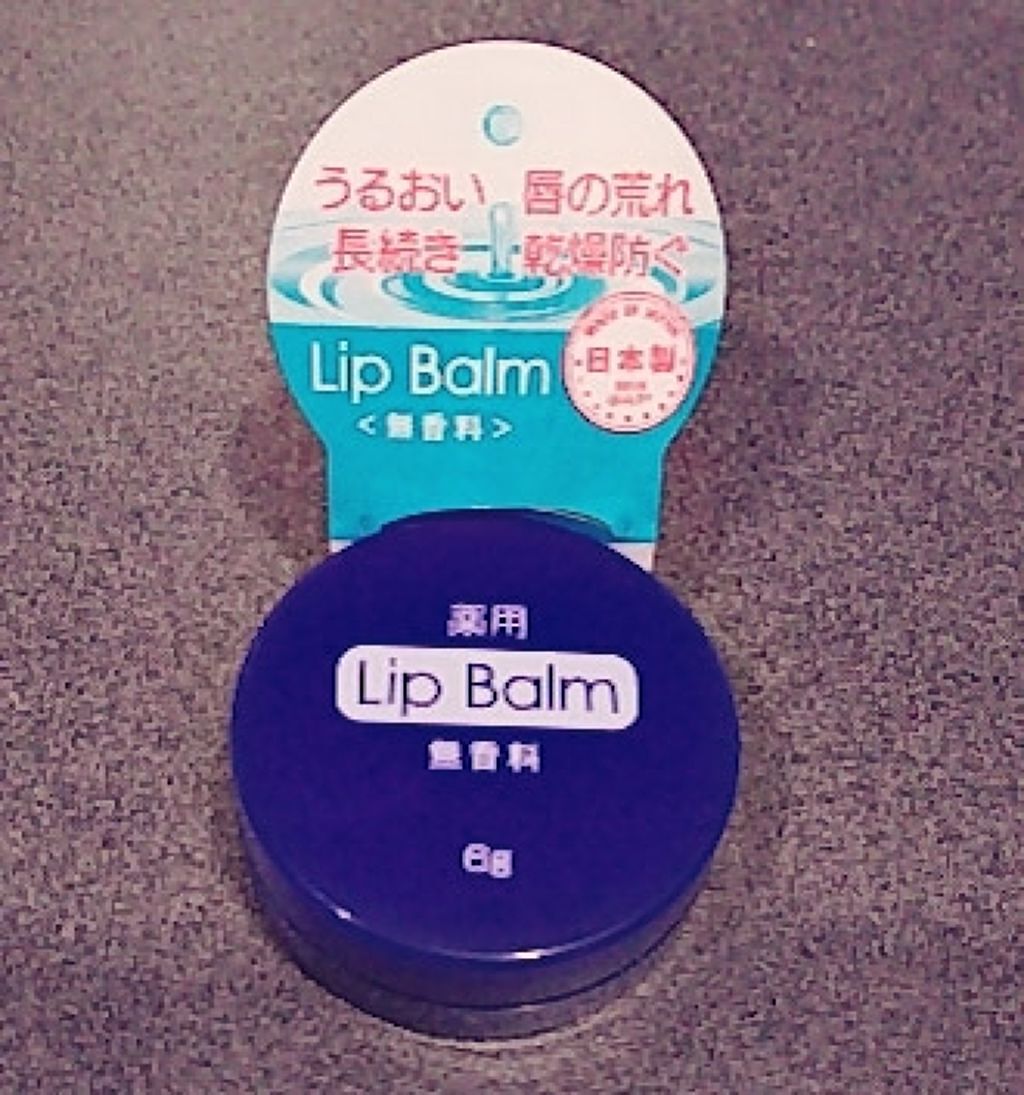 うるおい 唇の荒れ
長続き 乾燥防ぐ
Lip Balm
日本製
<無香料>
薬用
Lip Balm
無香料
6g